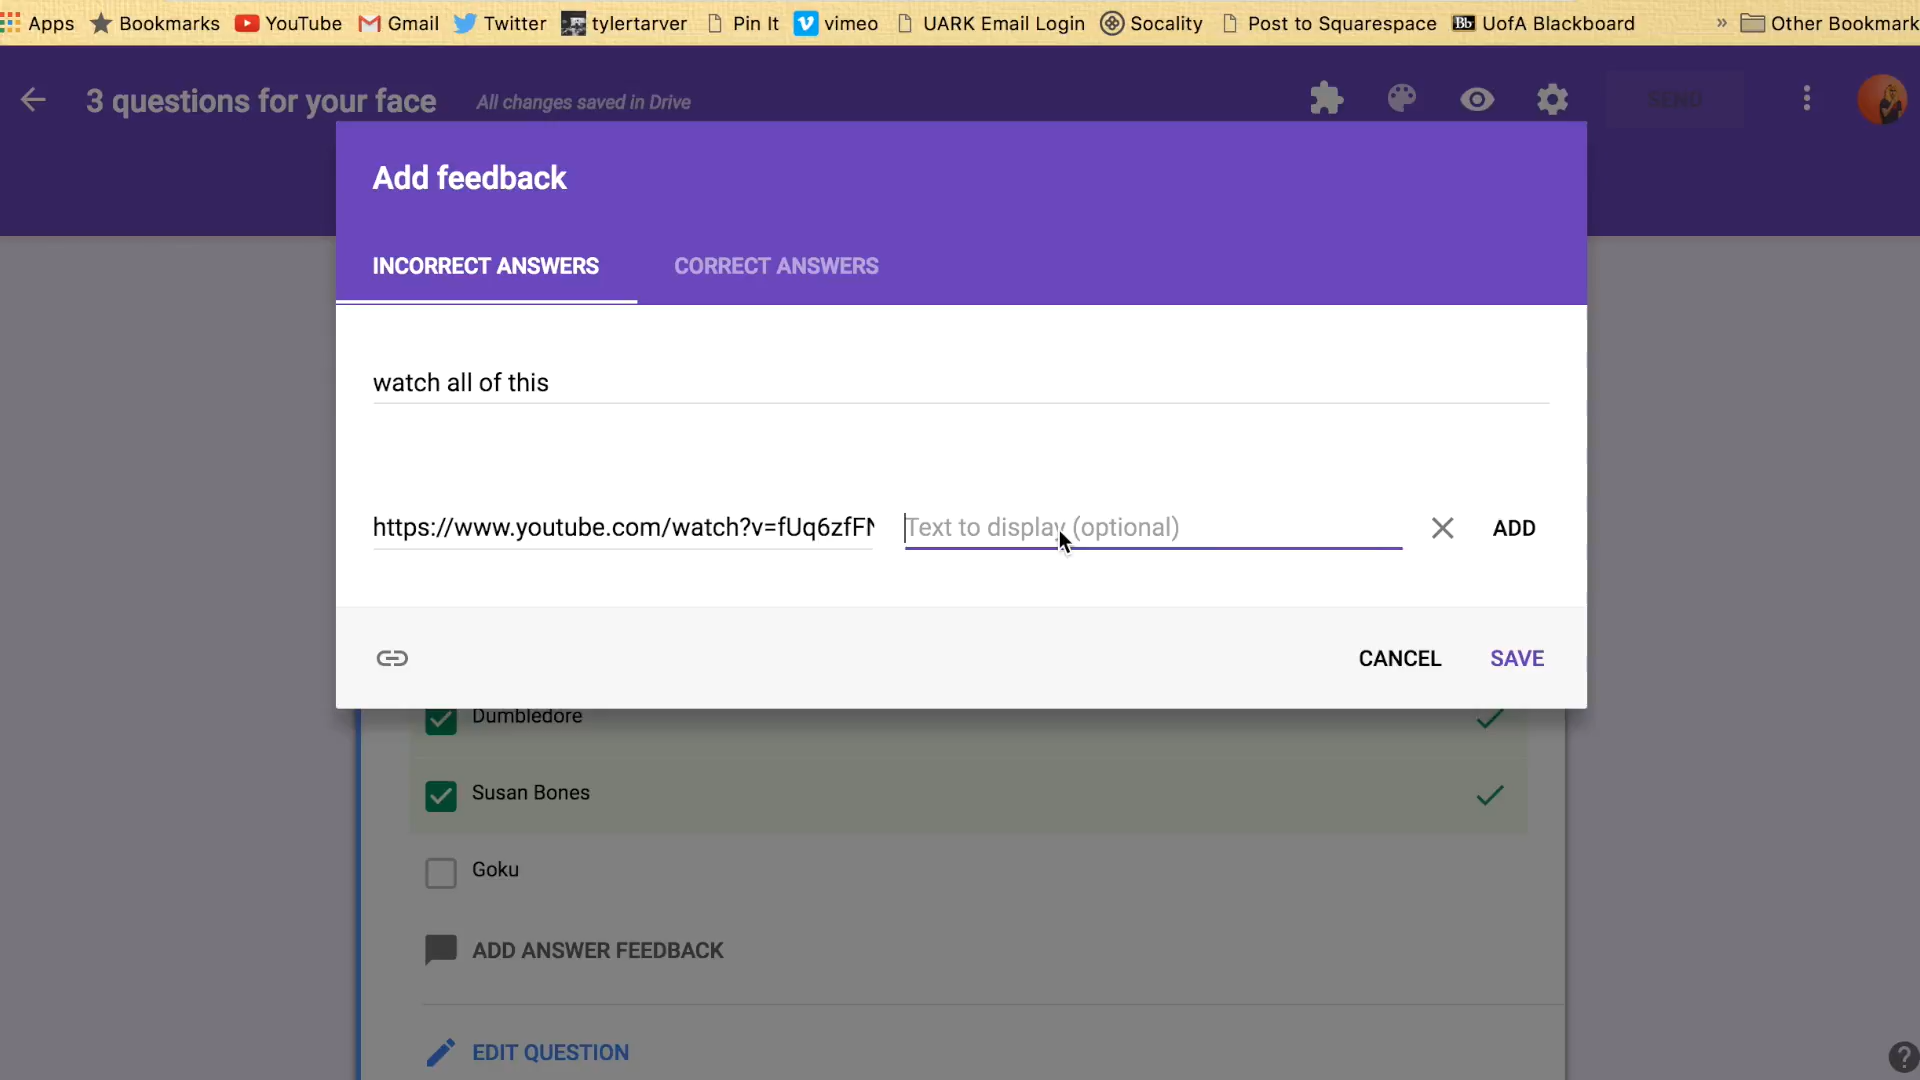 Apps Bookmarks YouTube Gmail Twitter tylertarver Pin It vimeo UARK Email Login Socality Post to Squarespace Bb UofA Blackboard » Other Bookmark
3 questions for your face All changes saved in Drive SEND
Add feedback
INCORRECT ANSWERS CORRECT ANSWERS
watch all of this
https://www.youtube.com/watch?v=fUq6zfFN Text to display (optional) ADD
CANCEL SAVE
Dumbledore
Susan Bones
Goku
ADD ANSWER FEEDBACK
EDIT QUESTION
?